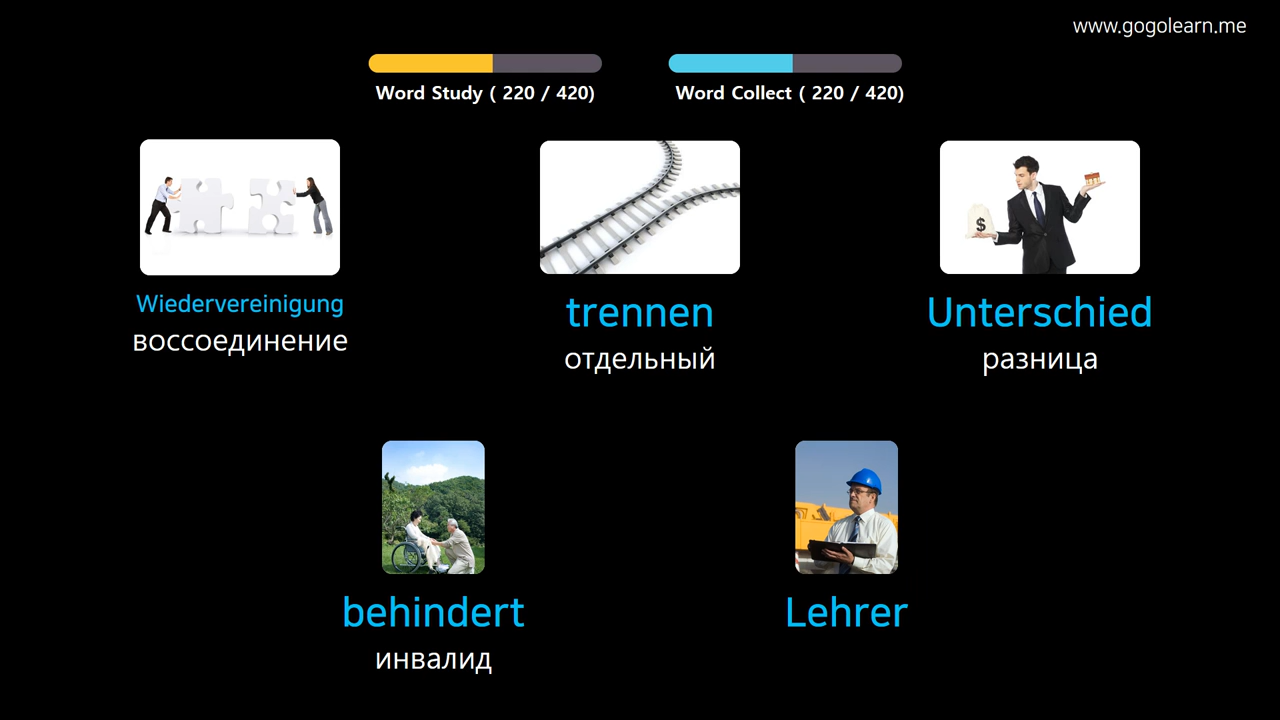 www.gogolearn.me
Word Study ( 220 / 420)
Word Collect ( 220 / 420)
Wiedervereinigung
воссоединение
trennen
отдельный
Unterschied
разница
behindert
инвалид
Lehrer